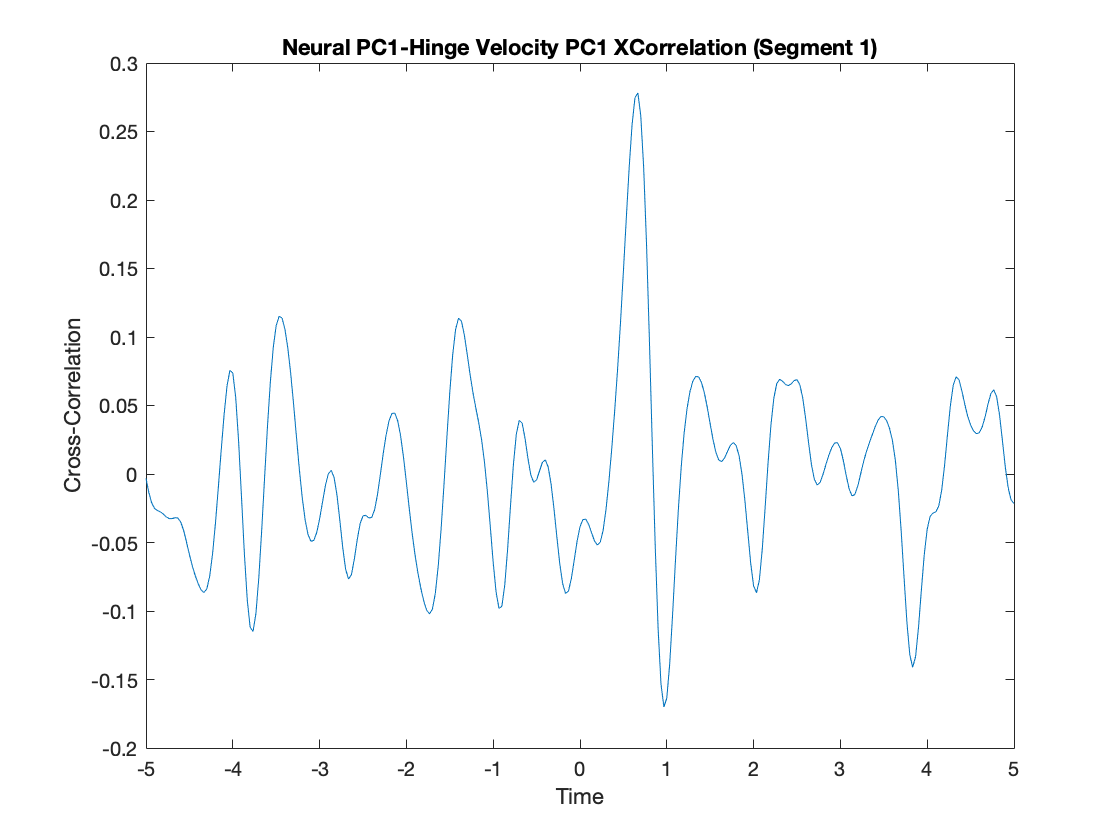 Neural PC1-Hinge Velocity PC1 XCorrelation (Segment 1)
0.3
0.25
0.2
0.15
0.1
0.05
0
-0.05
-0.1
-0.15
-0.2
Cross-Correlation
-5 -4 -3 -2 -1 0 1 2 3 4 5
Time